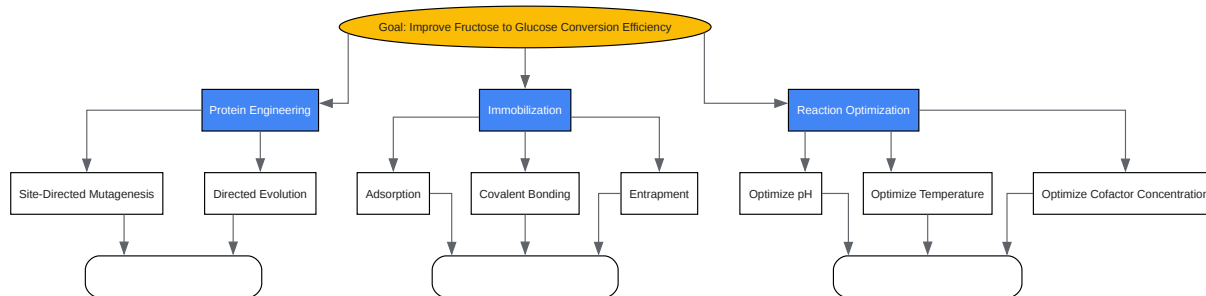 Goal: Improve Fructose to Glucose Conversion Efficiency
Protein Engineering
Immobilization
Reaction Optimization
Site-Directed Mutagenesis
Directed Evolution
Adsorption
Covalent Bonding
Entrapment
Optimize pH
Optimize Temperature
Optimize Cofactor Concentration